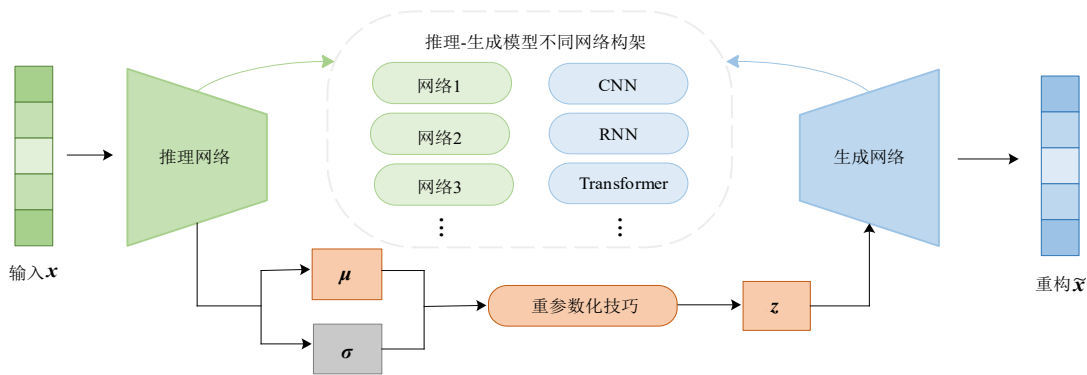 推理-生成模型不同网络构架
网络1
CNN
网络2
RNN
网络3
Transformer
⋮
⋮
推理网络
生成网络
输入x
重构x̃
μ
σ
重参数化技巧
z